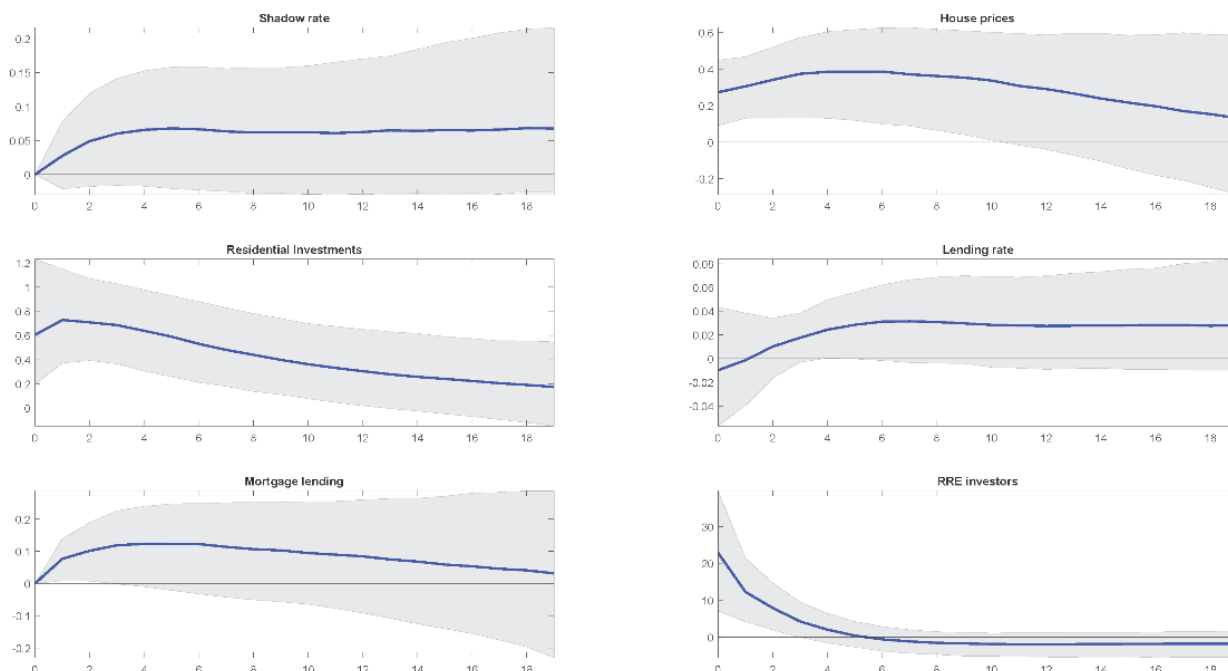 Shadow rate
0.2
0.15
0.1
0.05
0
0 2 4 6 8 10 12 14 16 18
House prices
0.6
0.4
0.2
0
-0.2
0 2 4 6 8 10 12 14 16 18
Residential Investments
1.2
1
0.8
0.6
0.4
0.2
0
0 2 4 6 8 10 12 14 16 18
Lending rate
0.08
0.06
0.04
0.02
0
-0.02
-0.04
0 2 4 6 8 10 12 14 16 18
Mortgage lending
0.2
0.1
0
-0.1
-0.2
0 2 4 6 8 10 12 14 16 18
RRE investors
30
20
10
0
0 2 4 6 8 10 12 14 16 18